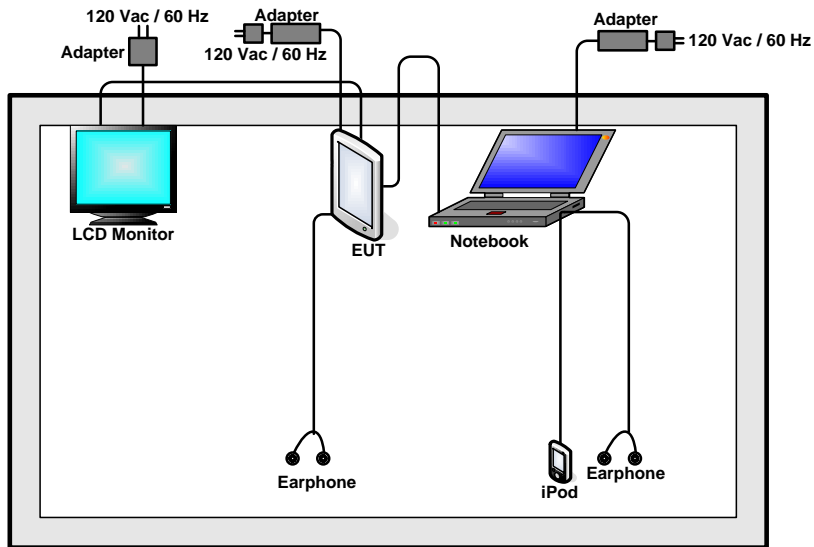 120 Vac / 60 Hz
Adapter
Adapter
120 Vac / 60 Hz
Adapter
120 Vac / 60 Hz
LCD Monitor
EUT
Notebook
Earphone
iPod
Earphone